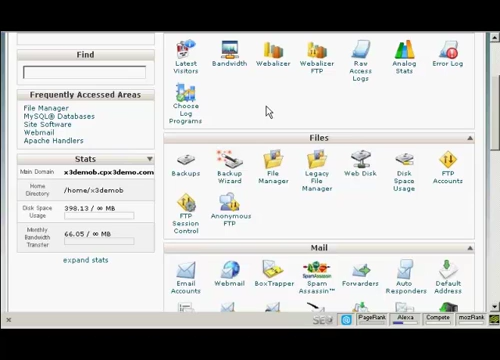 Find
Frequently Accessed Areas
File Manager
MySQL® Databases
Site Software
Webmail
Apache Handlers
Stats
Main Domain x3demob.cpx3demo.com
Home Directory /home/x3demob
Disk Space Usage 398.13 / ∞ MB
Monthly Bandwidth Transfer 66.05 / ∞ MB
expand stats
Latest Visitors
Bandwidth
Webalizer
Webalizer FTP
Raw Access Logs
Analog Stats
Error Log
Choose Log Programs
Files
Backups
Backup Wizard
File Manager
Legacy File Manager
Web Disk
Disk Space Usage
FTP Accounts
FTP Session Control
Anonymous FTP
Mail
Email Accounts
Webmail
BoxTrapper
Spam Assassin™
Forwarders
Auto Responders
Default Address
PageRank
Alexa
Compete
mozRank